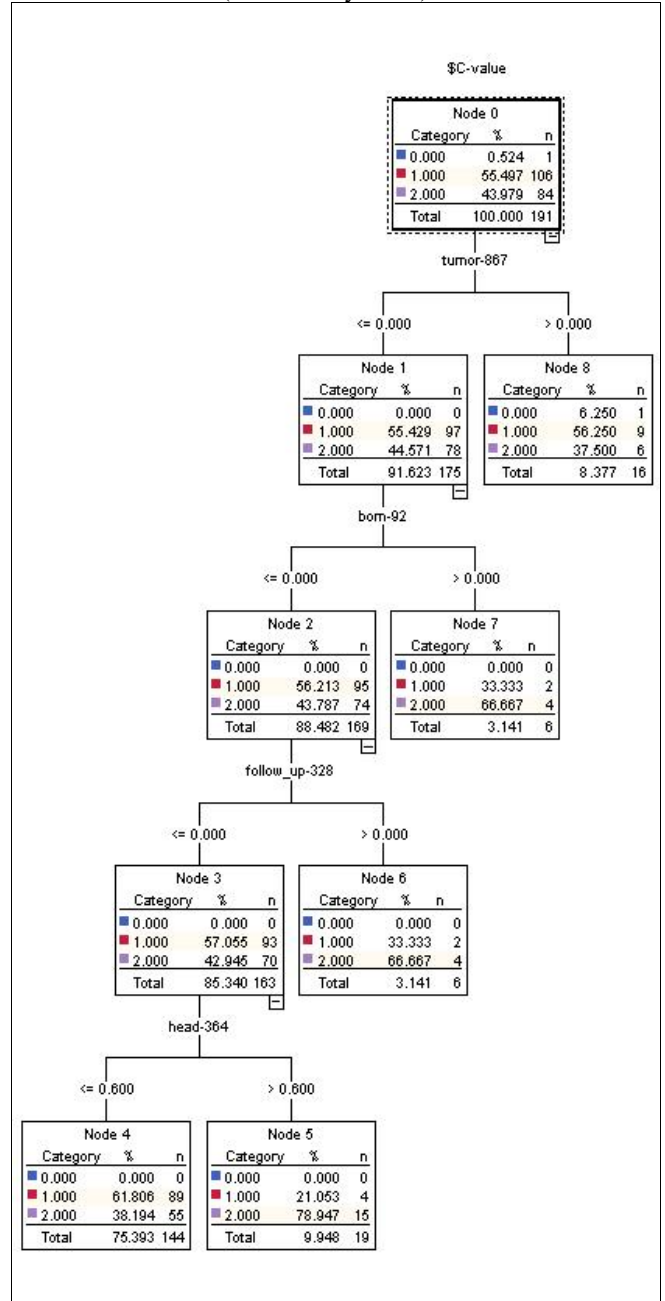 $C-value
Node 0
Category % n
0.000 0.524 1
1.000 55.497 106
2.000 43.979 84
Total 100.000 191
tumor-867
<= 0.000 > 0.000
Node 1
Category % n
0.000 0.000 0
1.000 55.429 97
2.000 44.571 78
Total 91.623 175
Node 8
Category % n
0.000 6.250 1
1.000 56.250 9
2.000 37.500 6
Total 8.377 16
born-92
<= 0.000 > 0.000
Node 2
Category % n
0.000 0.000 0
1.000 56.213 95
2.000 43.787 74
Total 88.482 169
Node 7
Category % n
0.000 0.000 0
1.000 33.333 2
2.000 66.667 4
Total 3.141 6
follow_up-328
<= 0.000 > 0.000
Node 3
Category % n
0.000 0.000 0
1.000 57.055 93
2.000 42.945 70
Total 85.340 163
Node 6
Category % n
0.000 0.000 0
1.000 33.333 2
2.000 66.667 4
Total 3.141 6
head-364
<= 0.600 > 0.600
Node 4
Category % n
0.000 0.000 0
1.000 61.806 89
2.000 38.194 55
Total 75.393 144
Node 5
Category % n
0.000 0.000 0
1.000 21.053 4
2.000 78.947 15
Total 9.948 19